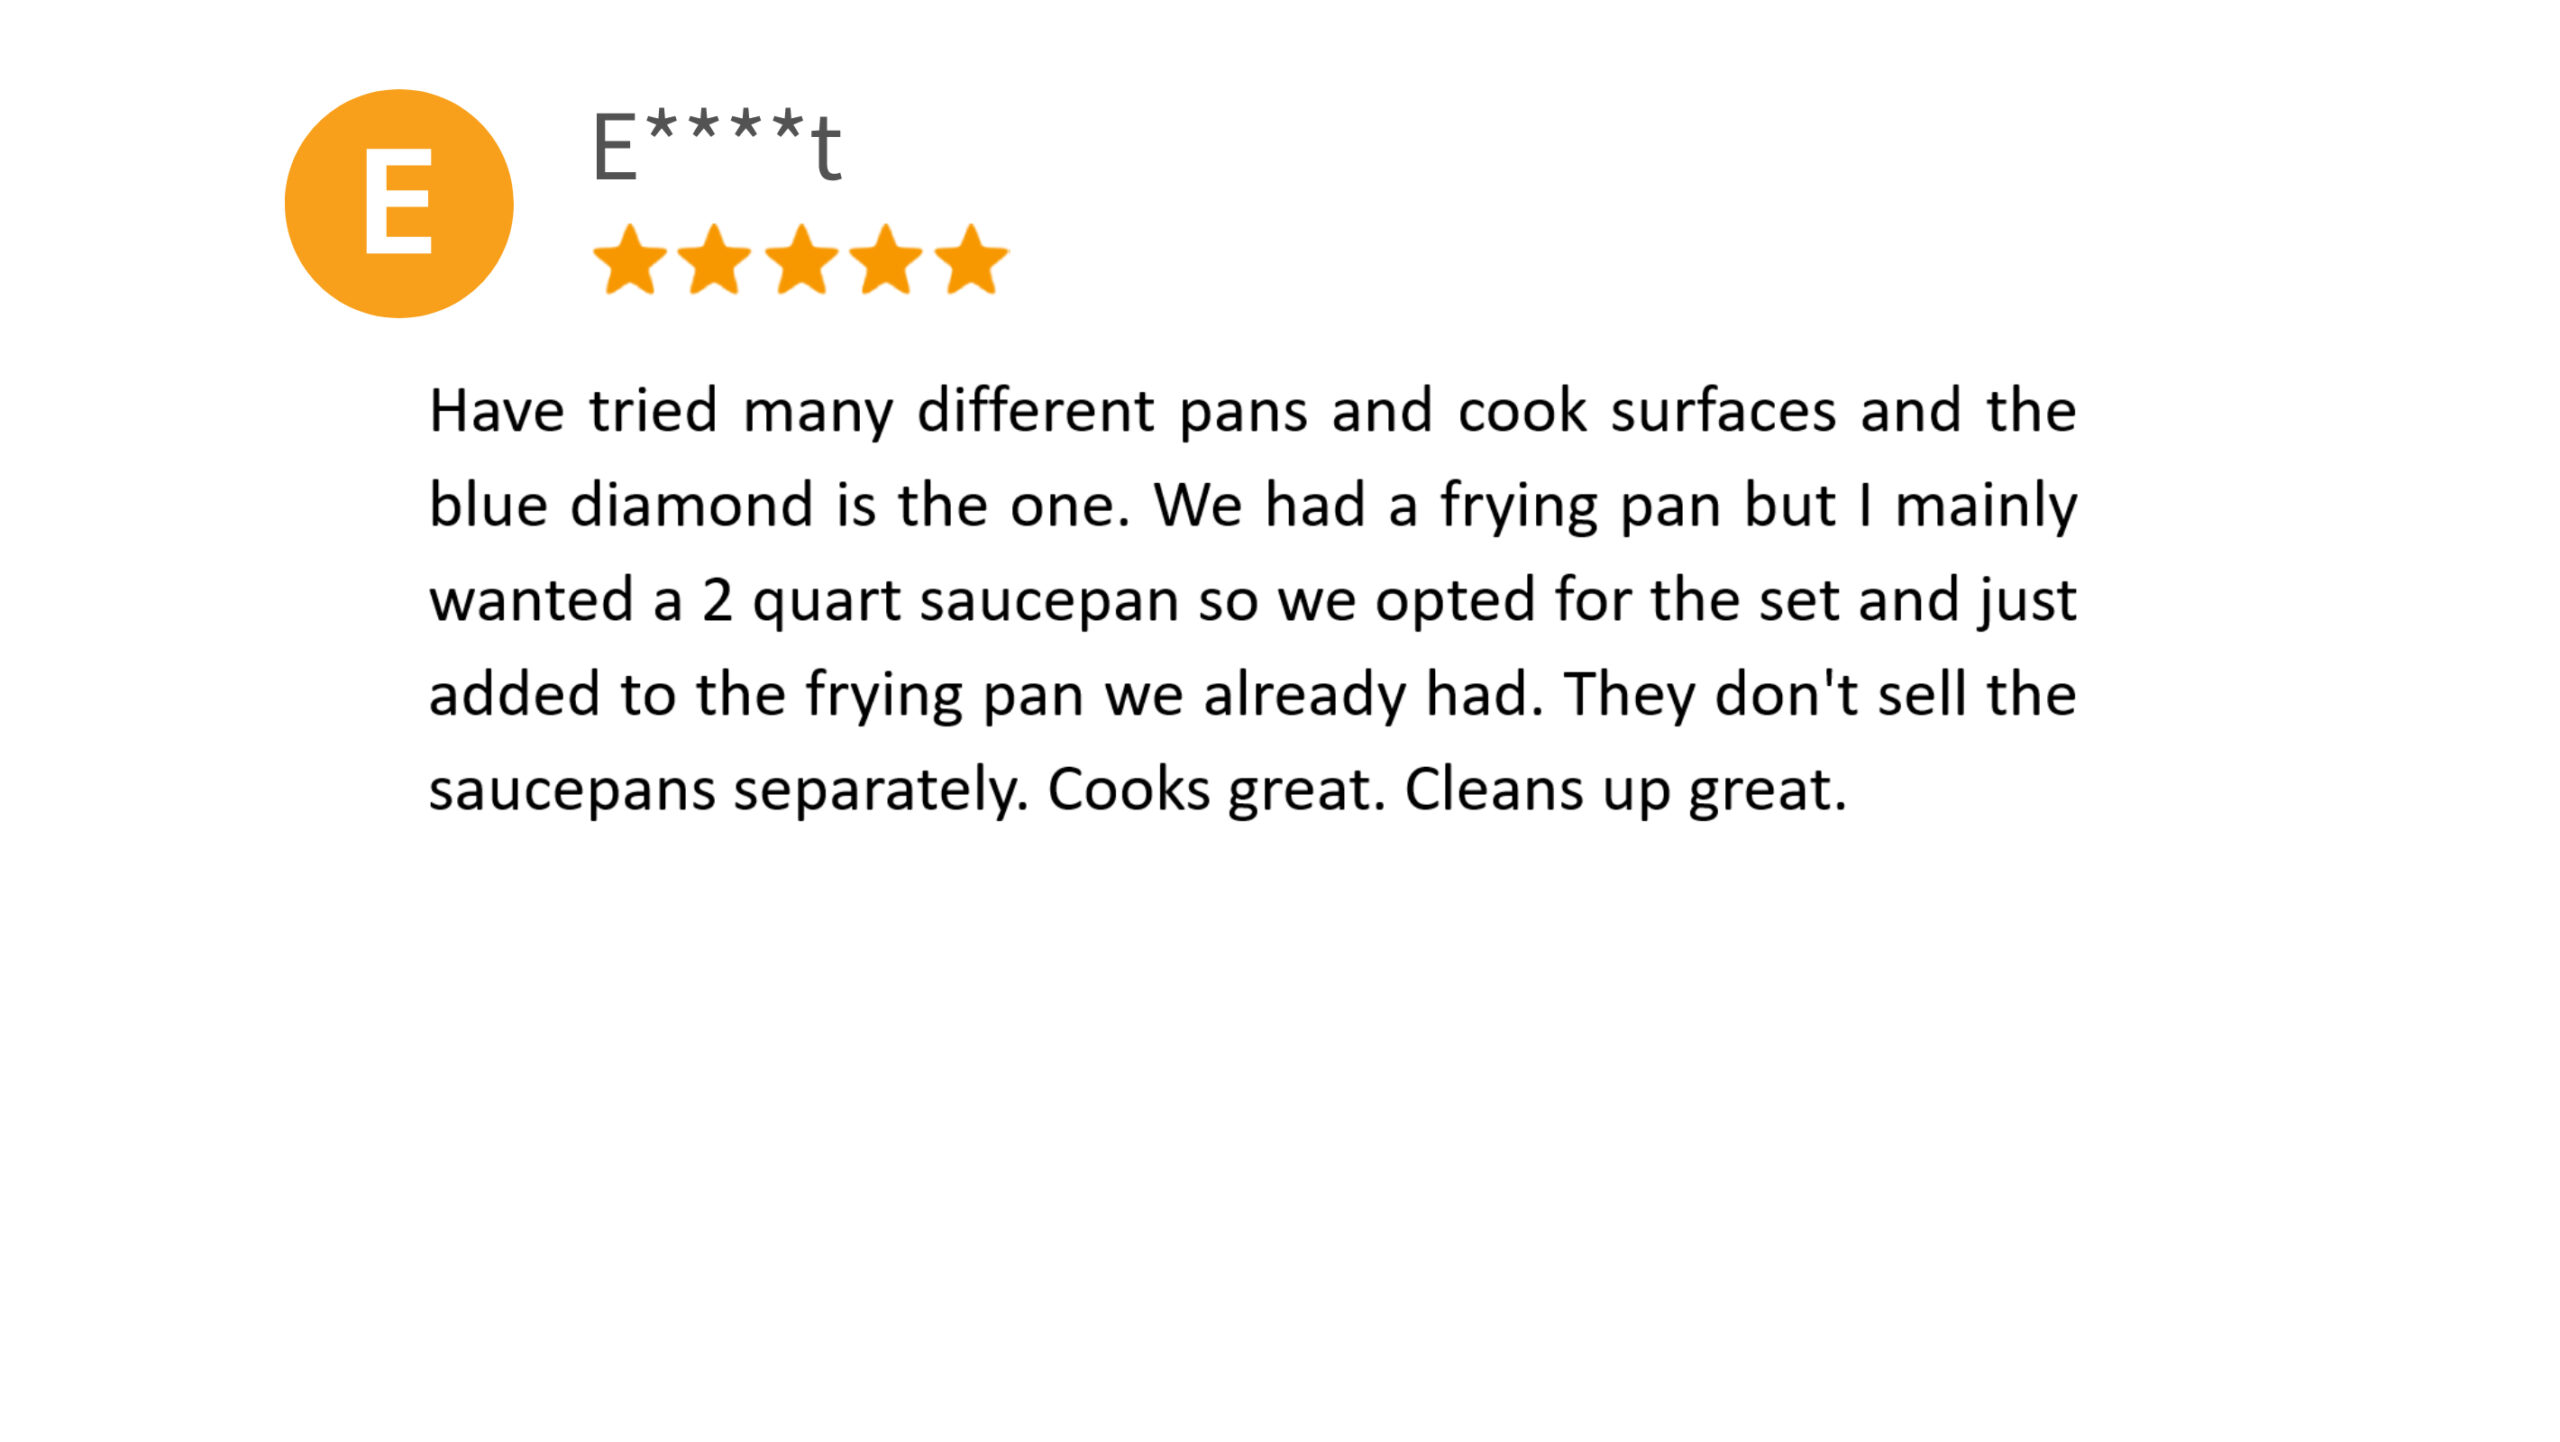 E
E****t
Have tried many different pans and cook surfaces and the
blue diamond is the one. We had a frying pan but I mainly
wanted a 2 quart saucepan so we opted for the set and just
added to the frying pan we already had. They don't sell the
saucepans separately. Cooks great. Cleans up great.